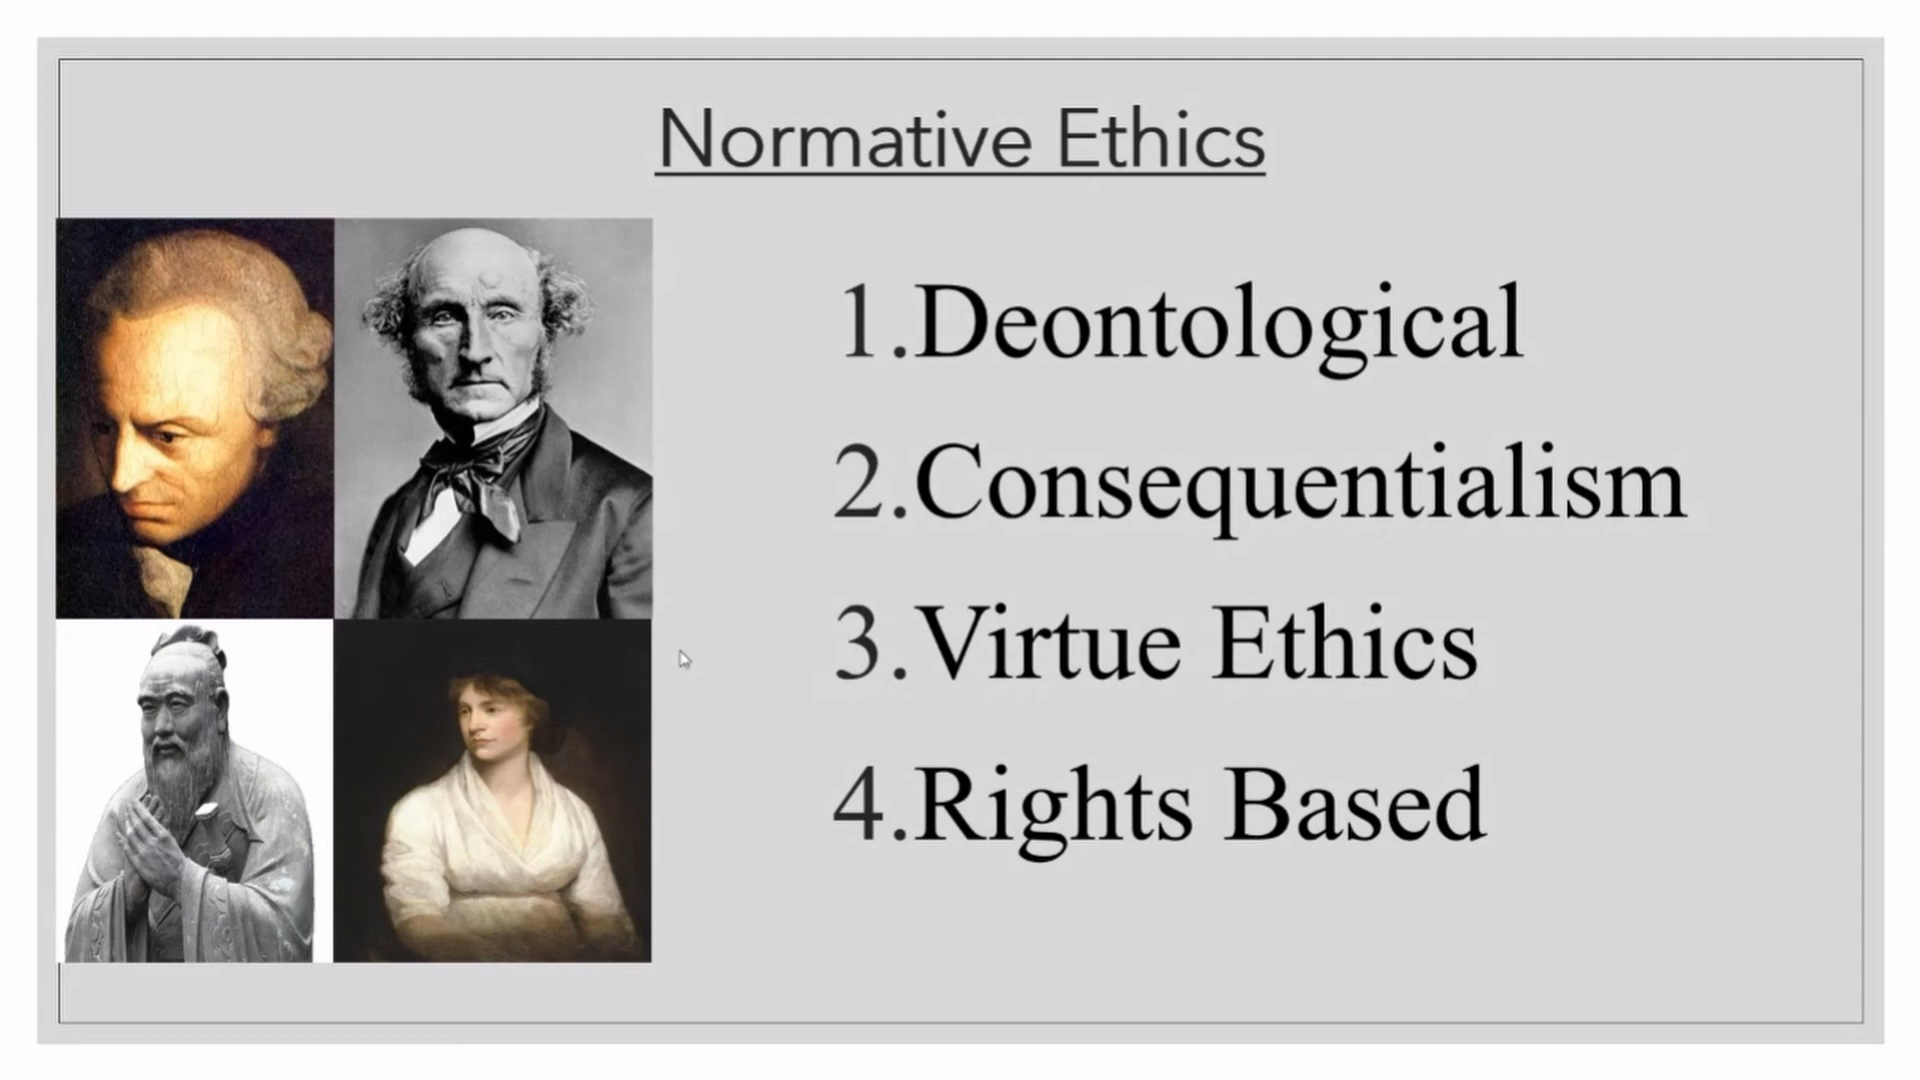 Normative Ethics
1.Deontological
2.Consequentialism
3.Virtue Ethics
4.Rights Based